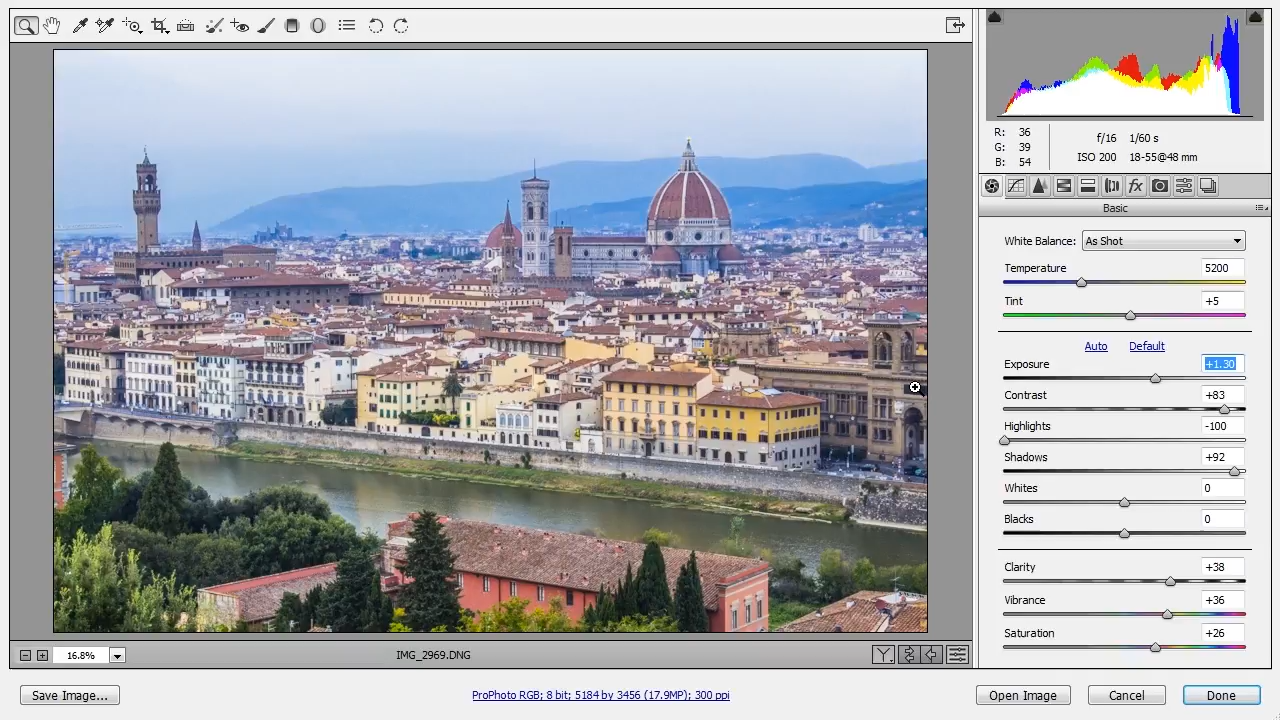 R: 36
G: 39
B: 54
f/16 1/60 s
ISO 200 18-55@48 mm
fx
Basic
White Balance: As Shot
Temperature 5200
Tint +5
Auto Default
Exposure +1.30
Contrast +83
Highlights -100
Shadows +92
Whites 0
Blacks 0
Clarity +38
Vibrance +36
Saturation +26
16.8% IMG_2969.DNG Y
Save Image... ProPhoto RGB; 8 bit; 5184 by 3456 (17.9MP); 300 ppi Open Image Cancel Done